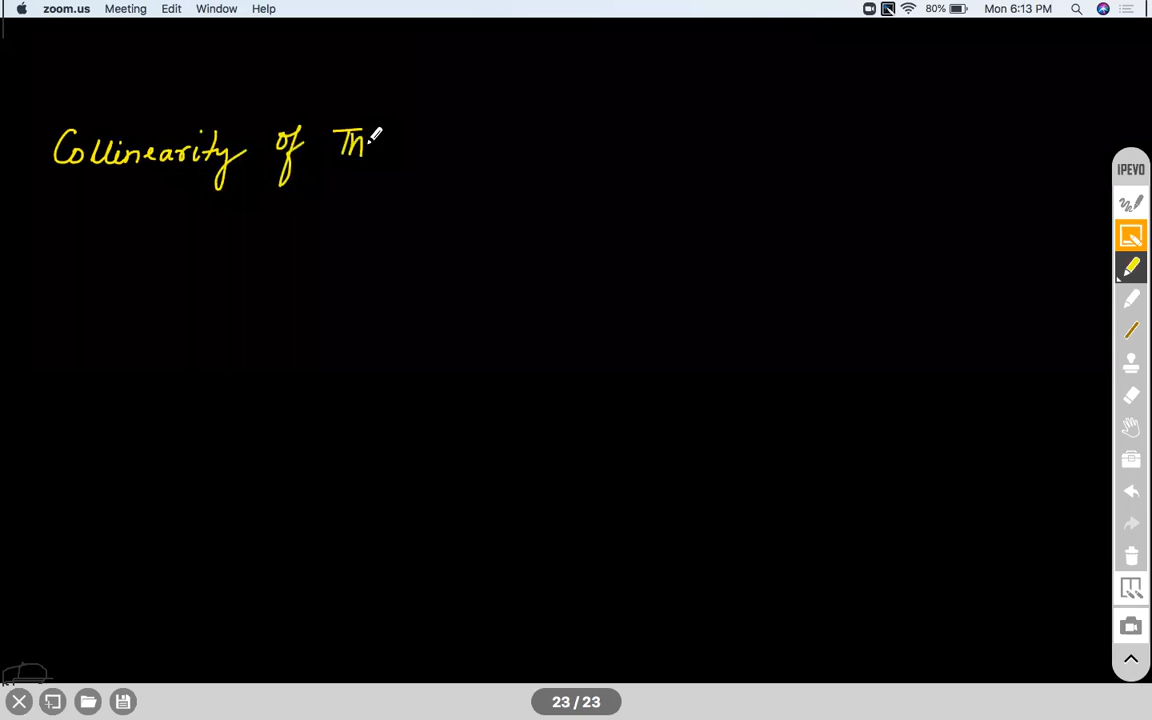 zoom.us Meeting Edit Window Help 80% Mon 6:13 PM
Collinearity of Th
IPEVO
23 / 23